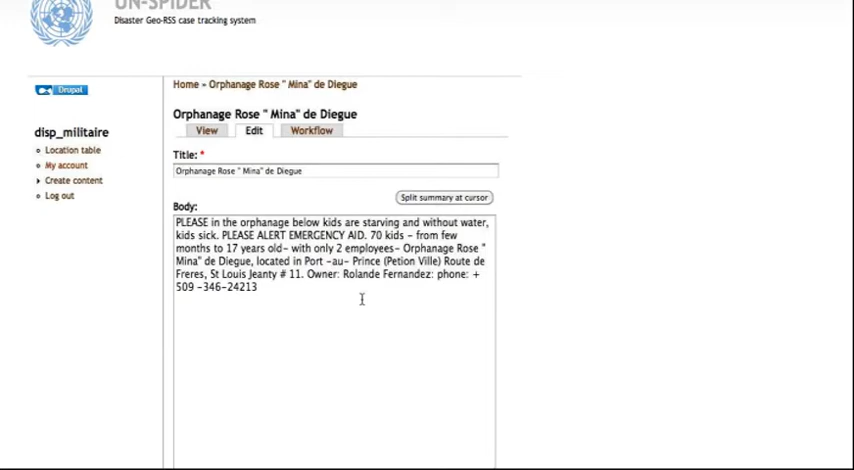 UN-SPIDER
Disaster Geo-RSS case tracking system
Drupal
Home » Orphanage Rose " Mina" de Diegue
Orphanage Rose " Mina" de Diegue
View Edit Workflow
disp_militaire
Location table
My account
Create content
Log out
Title: *
Orphanage Rose " Mina" de Diegue
Split summary at cursor
Body:
PLEASE in the orphanage below kids are starving and without water,
kids sick. PLEASE ALERT EMERGENCY AID. 70 kids - from few
months to 17 years old- with only 2 employees- Orphanage Rose "
Mina" de Diegue, located in Port -au- Prince (Petion Ville) Route de
Freres, St Louis Jeanty # 11. Owner: Rolande Fernandez: phone: +
509 -346-24213